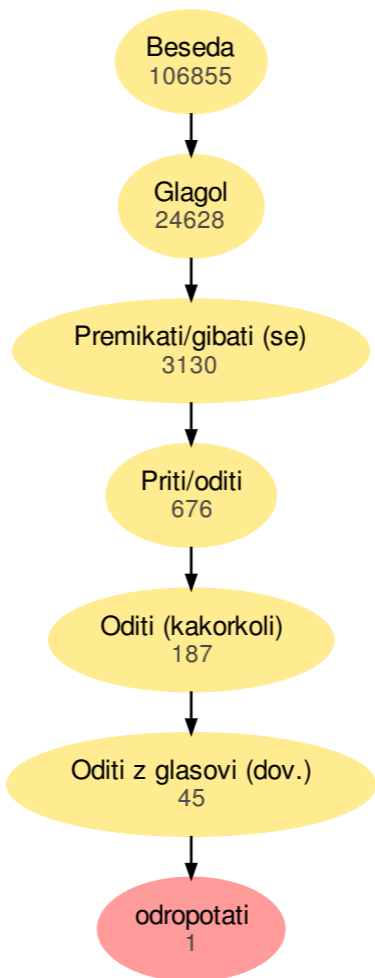 Beseda
106855
Glagol
24628
Premikati/gibati (se)
3130
Priti/oditi
676
Oditi (kakorkoli)
187
Oditi z glasovi (dov.)
45
odropotati
1